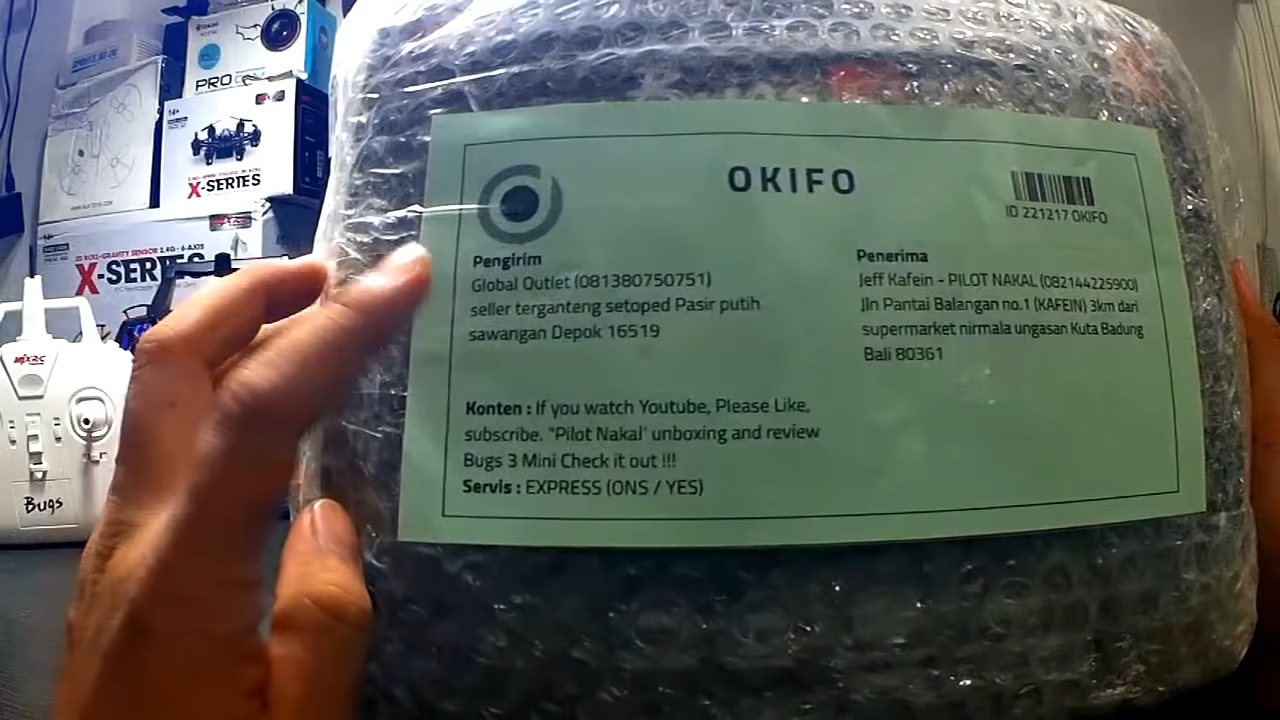 PRO
X-SERIES
X-SERIES
MJXRC
Bugs
OKIFO
ID 221217 OKIFO
Pengirim
Global Outlet (081380750751)
seller terganteng setoped Pasir putih
sawangan Depok 16519
Penerima
Jeff Kafein - PILOT NAKAL (082144225900)
Jln Pantai Balangan no.1 (KAFEIN) 3km dari
supermarket nirmala ungasan Kuta Badung
Bali 80361
Konten : If you watch Youtube, Please Like,
subscribe. "Pilot Nakal' unboxing and review
Bugs 3 Mini Check it out !!!
Servis : EXPRESS (ONS / YES)